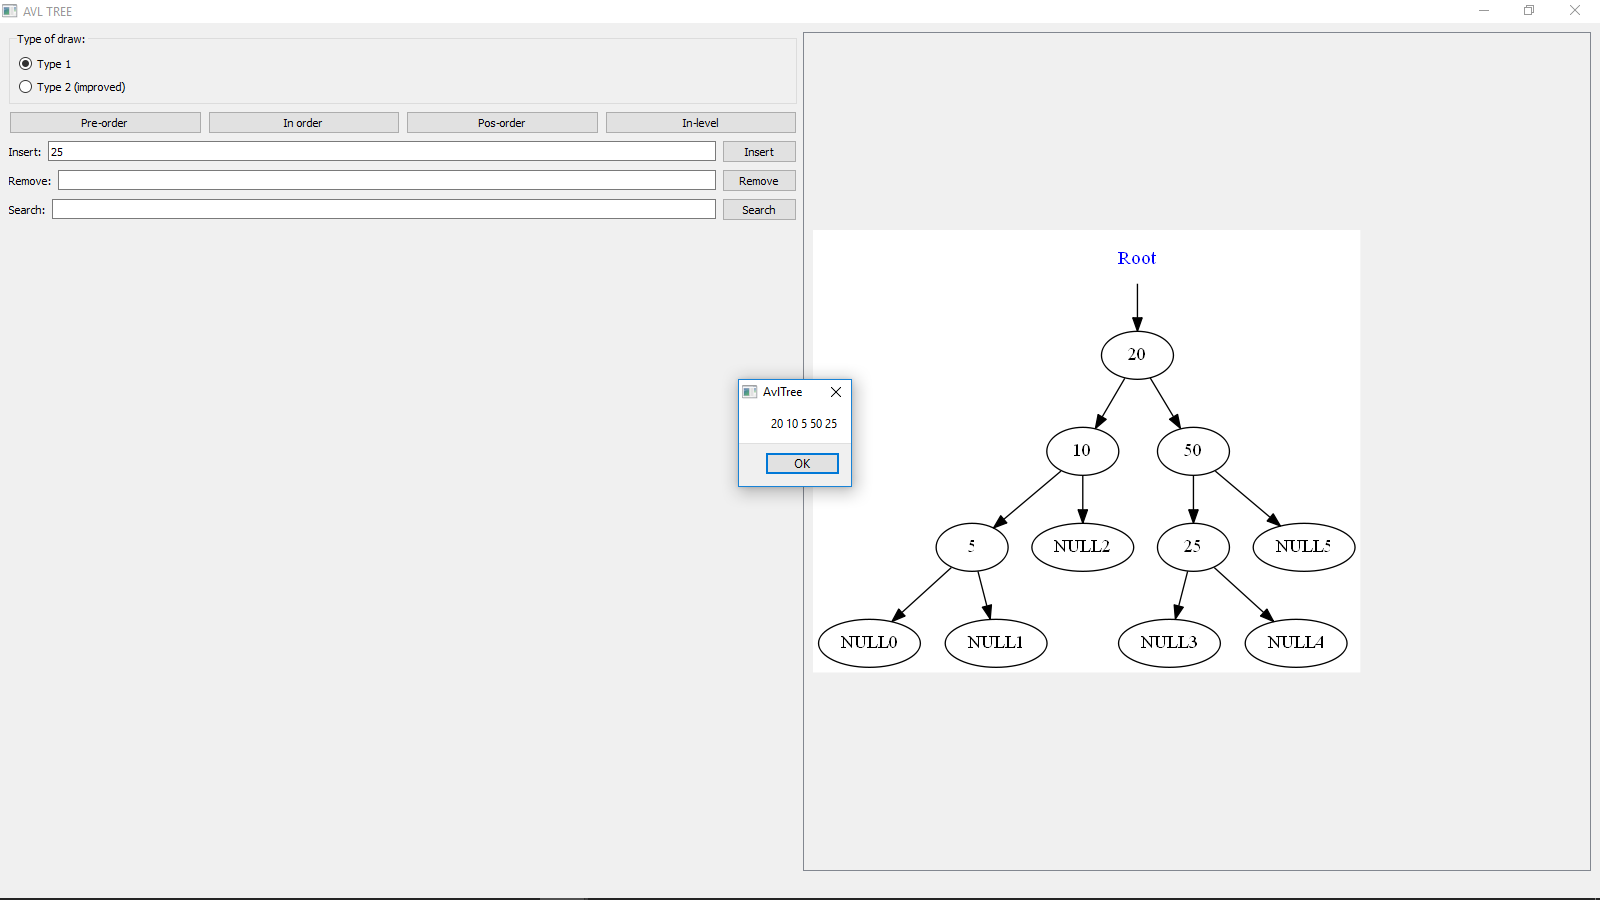 AVL TREE
Type of draw:
Type 1
Type 2 (improved)
Pre-order In order Pos-order In-level
Insert: 25 Insert
Remove: Remove
Search: Search
AvlTree
20 10 5 50 25
OK
Root
20
10 50
5 NULL2 25 NULL5
NULL0 NULL1 NULL3 NULL4